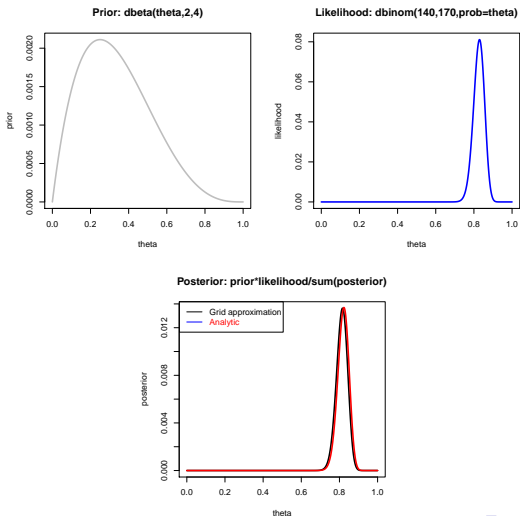 Prior: dbeta(theta,2,4)
prior
0.0000 0.0005 0.0010 0.0015 0.0020
0.0 0.2 0.4 0.6 0.8 1.0
theta
Likelihood: dbinom(140,170,prob=theta)
likelihood
0.00 0.02 0.04 0.06 0.08
0.0 0.2 0.4 0.6 0.8 1.0
theta
Posterior: prior*likelihood/sum(posterior)
Grid approximation
Analytic
posterior
0.000 0.004 0.008 0.012
0.0 0.2 0.4 0.6 0.8 1.0
theta